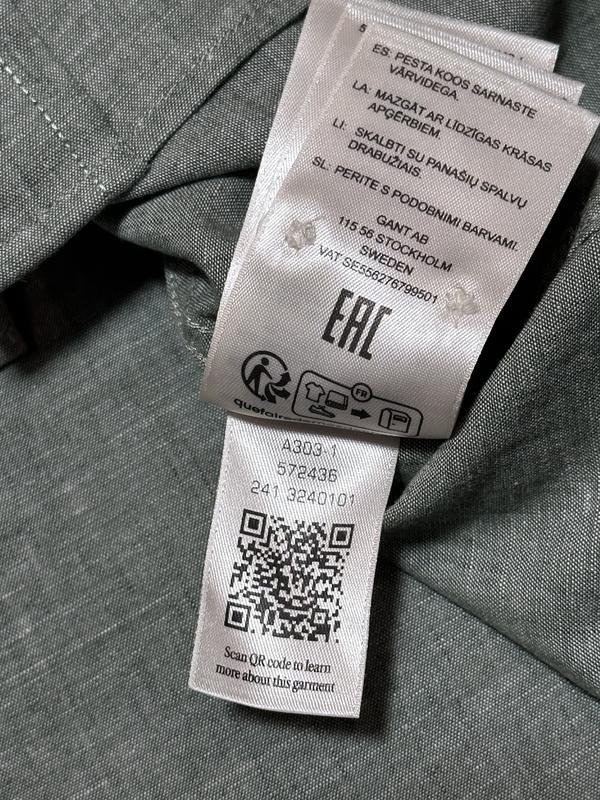 ES: PESTA KOOS SARNASTE
VÄRVIDEGA.
LA: MAZGĀT AR LĪDZĪGAS KRĀSAS
APĢĒRBIEM.
LI: SKALBTI SU PANAŠIŲ SPALVŲ
DRABUŽIAIS.
SL: PERITE S PODOBNIMI BARVAMI.
GANT AB
115 56 STOCKHOLM
SWEDEN
VAT SE556276799501
EAC
FR
A303-1
572436
241 3240101
Scan QR code to learn
more about this garment